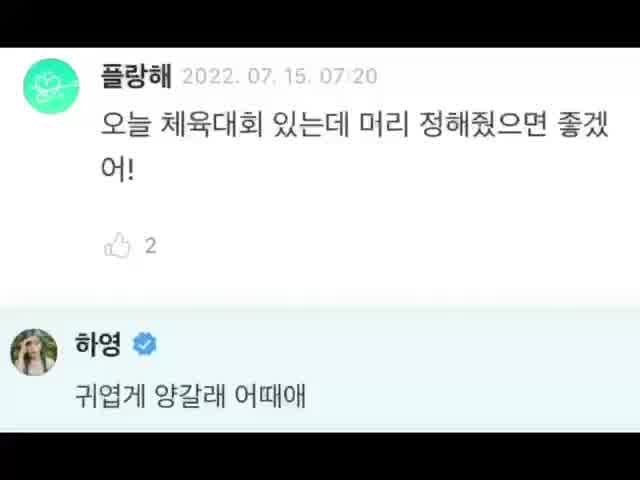 플랑해 2022. 07. 15. 07:20
오늘 체육대회 있는데 머리 정해줬으면 좋겠
어!
2
하영
귀엽게 양갈래 어때애